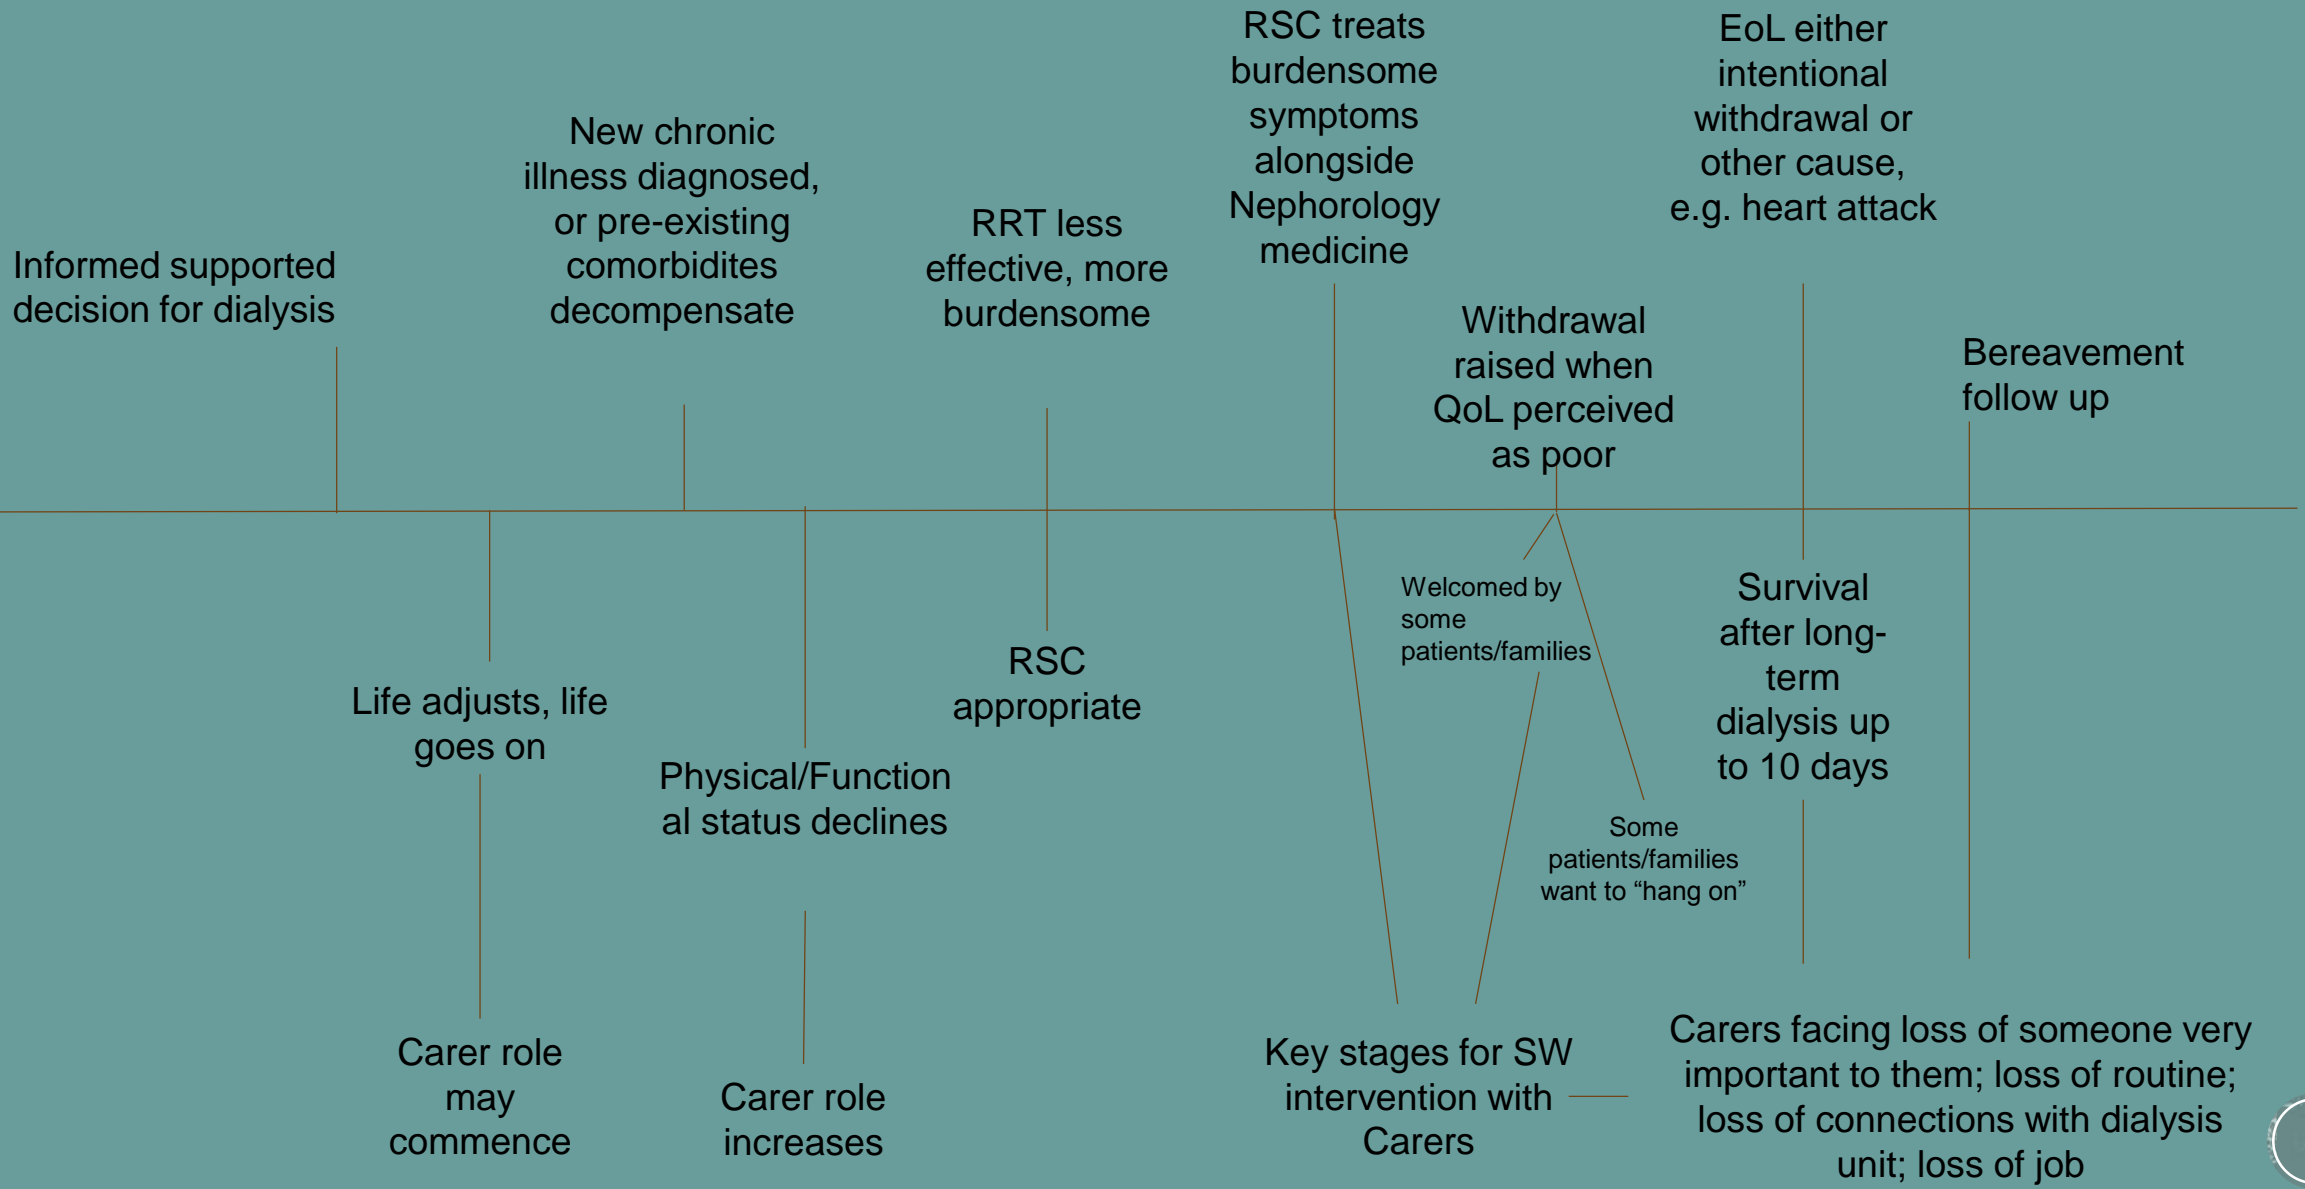 Informed supported
decision for dialysis
New chronic
illness diagnosed,
or pre-existing
comorbidites
decompensate
RRT less
effective, more
burdensome
RSC treats
burdensome
symptoms
alongside
Nephorology
medicine
Withdrawal
raised when
QoL perceived
as poor
EoL either
intentional
withdrawal or
other cause,
e.g. heart attack
Bereavement
follow up
Life adjusts, life
goes on
Carer role
may
commence
Physical/Function
al status declines
Carer role
increases
RSC
appropriate
Welcomed by
some
patients/families
Some
patients/families
want to “hang on”
Survival
after long-
term
dialysis up
to 10 days
Key stages for SW
intervention with
Carers
Carers facing loss of someone very
important to them; loss of routine;
loss of connections with dialysis
unit; loss of job